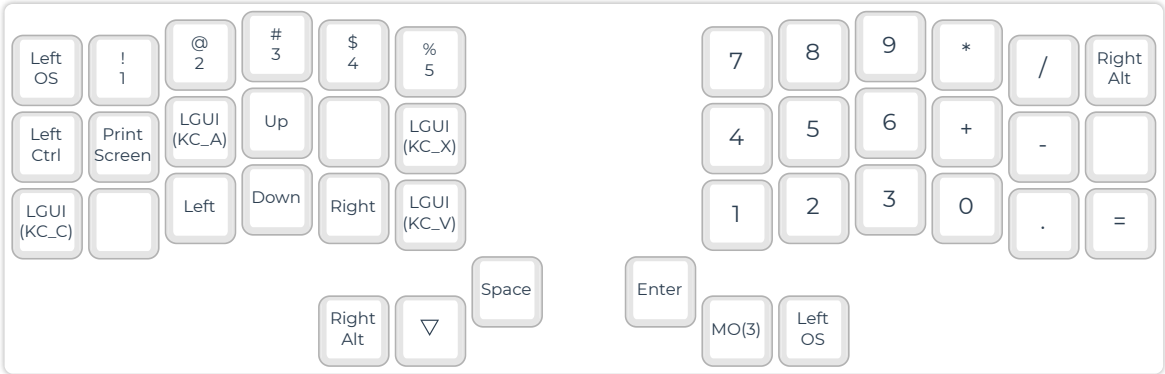 Left
OS
!
1
@
2
#
3
$
4
%
5
7
8
9
*
/
Right
Alt
Left
Ctrl
Print
Screen
LGUI
(KC_A)
Up
LGUI
(KC_X)
4
5
6
+
-
LGUI
(KC_C)
Left
Down
Right
LGUI
(KC_V)
1
2
3
0
.
=
Right
Alt
▽
Space
Enter
MO(3)
Left
OS